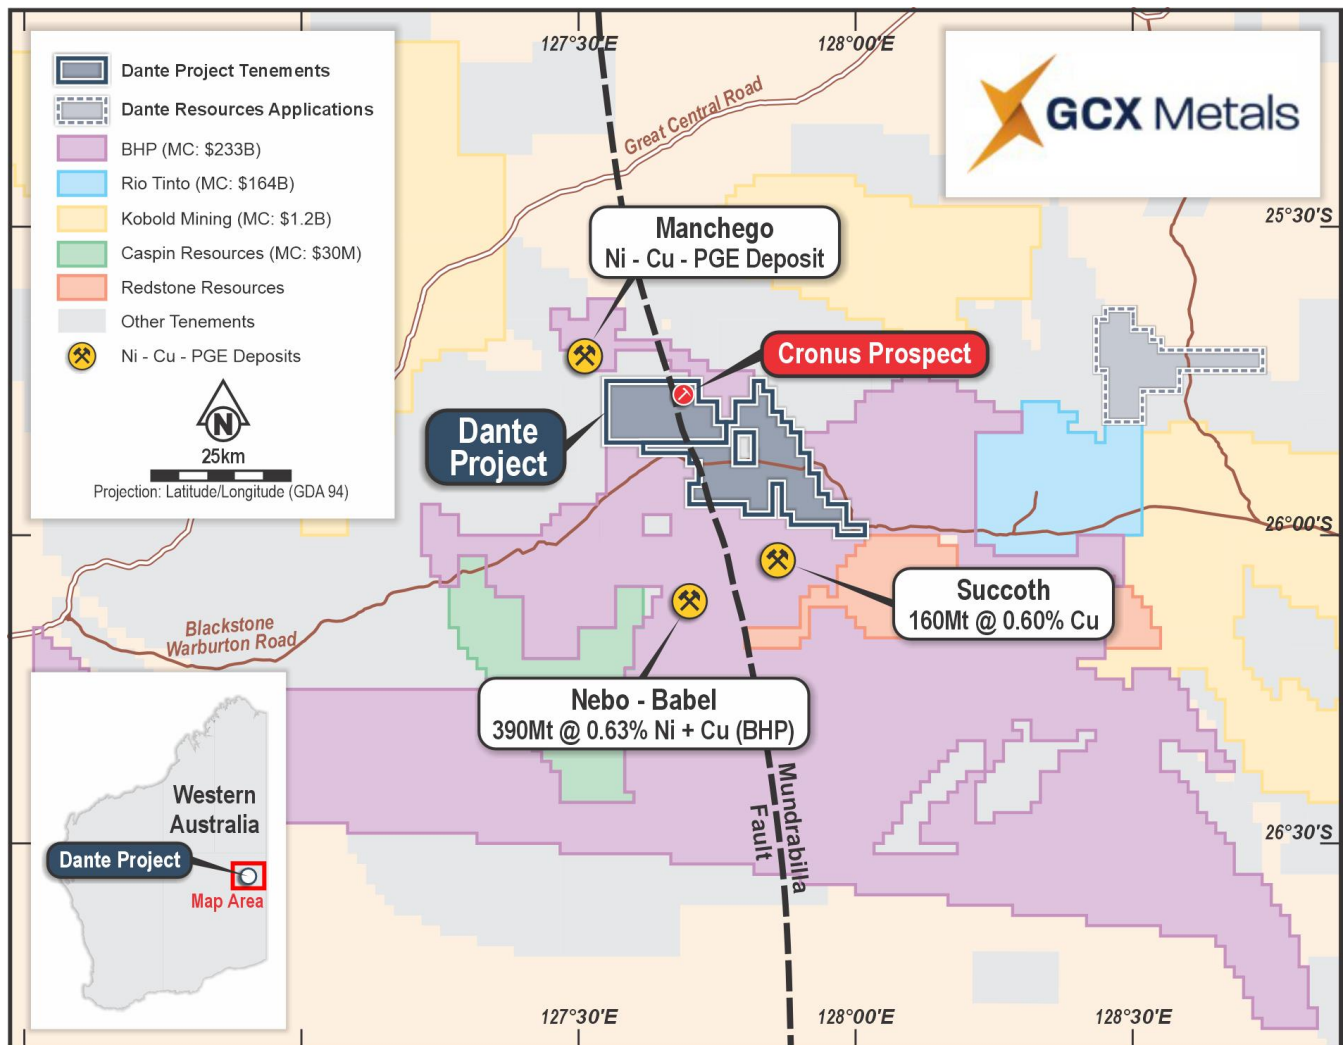 127°30'E
128°00'E
Dante Project Tenements
Dante Resources Applications
BHP (MC: $233B)
Rio Tinto (MC: $164B)
Kobold Mining (MC: $1.2B)
Caspin Resources (MC: $30M)
Redstone Resources
Other Tenements
Ni - Cu - PGE Deposits
N
25km
Projection: Latitude/Longitude (GDA 94)
GCX Metals
Great Central Road
25°30'S
Manchego
Ni - Cu - PGE Deposit
Cronus Prospect
Dante
Project
26°00'S
Succoth
160Mt @ 0.60% Cu
Blackstone
Warburton Road
Nebo - Babel
390Mt @ 0.63% Ni + Cu (BHP)
Mundrabilla
Fault
26°30'S
Western
Australia
Dante Project
Map Area
127°30'E
128°00'E
128°30'E